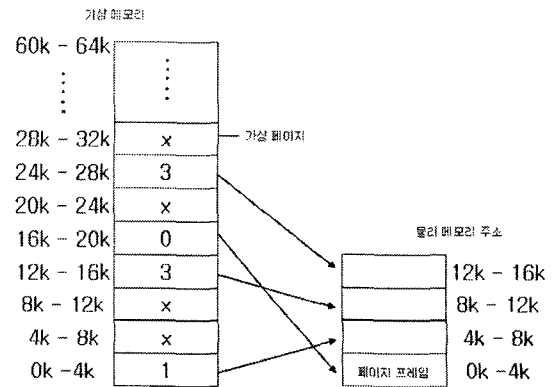 가상 메모리
60k - 64k
28k - 32k x 가상 페이지
24k - 28k 3
20k - 24k x
16k - 20k 0
12k - 16k 3
8k - 12k x
4k - 8k x
0k -4k 1
물리 메모리 주소
12k - 16k
8k - 12k
4k - 8k
페이지 프레임 0k -4k